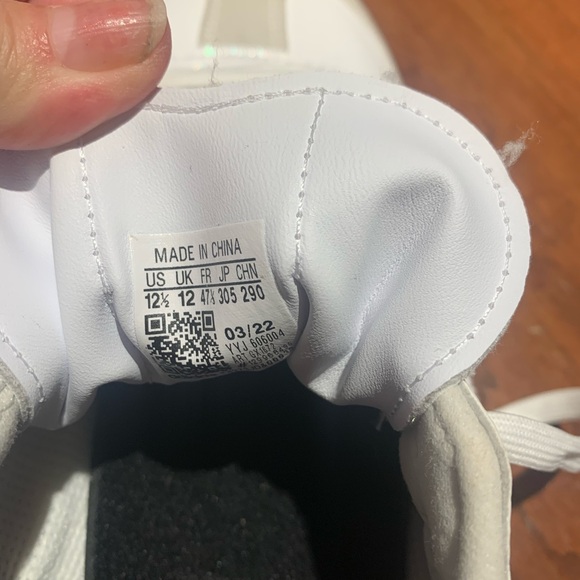 MADE IN CHINA
US UK FR JP CHN
12½ 12 47⅓ 305 290
03/22
YYJ 606004
ART